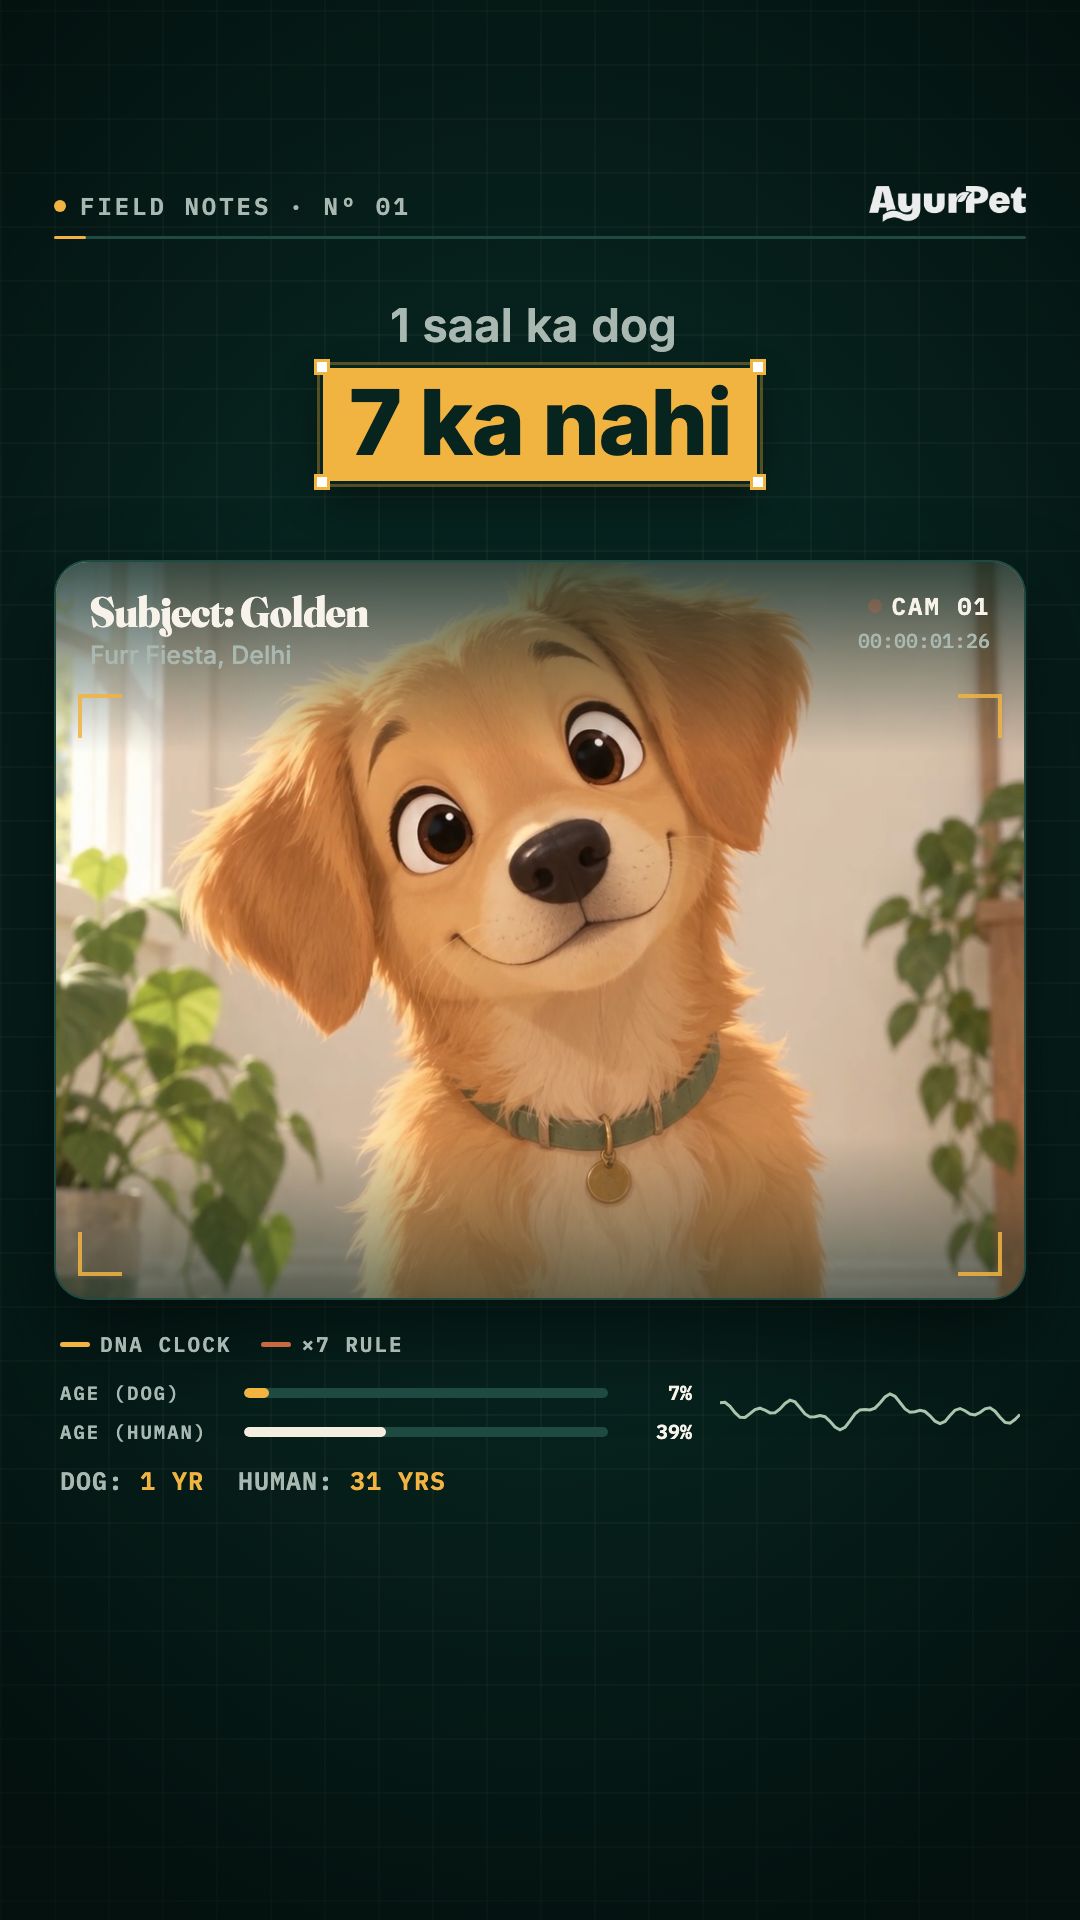 FIELD NOTES · Nº 01
AyurPet
1 saal ka dog
7 ka nahi
Subject: Golden
Furr Fiesta, Delhi
CAM 01
00:00:01:26
DNA CLOCK
×7 RULE
AGE (DOG) 7%
AGE (HUMAN) 39%
DOG: 1 YR HUMAN: 31 YRS